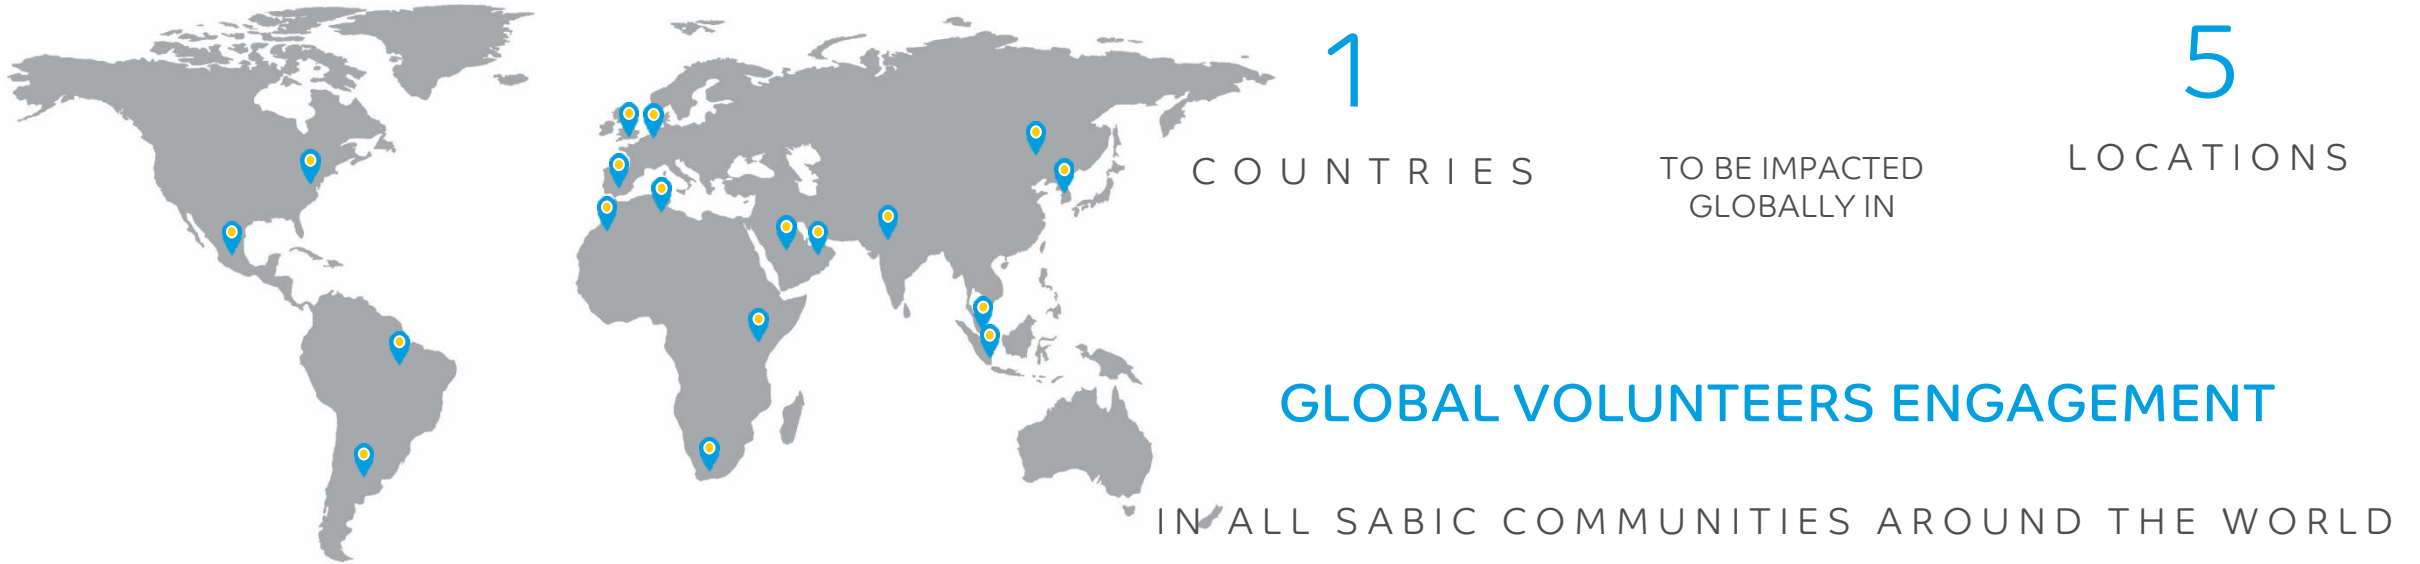 1
COUNTRIES
TO BE IMPACTED
GLOBALLY IN
5
LOCATIONS
GLOBAL VOLUNTEERS ENGAGEMENT
IN ALL SABIC COMMUNITIES AROUND THE WORLD